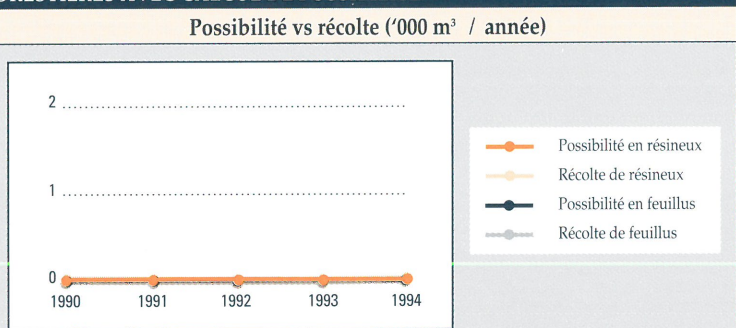 Possibilité vs récolte (‘000 m³ / année)
2
1
0
1990 1991 1992 1993 1994
Possibilité en résineux
Récolte de résineux
Possibilité en feuillus
Récolte de feuillus